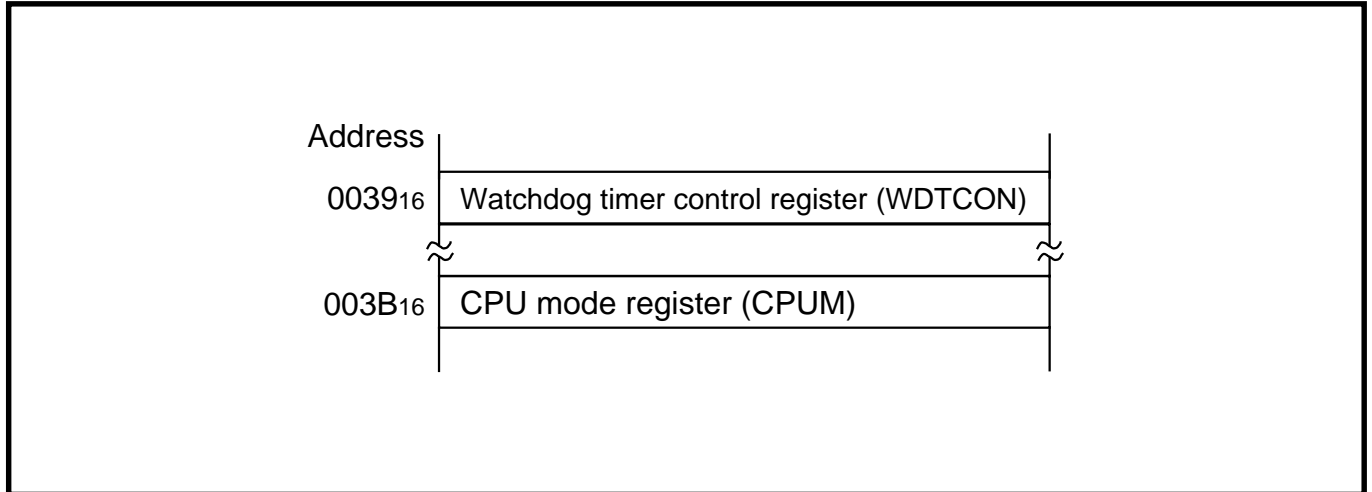 Address
0039₁₆ Watchdog timer control register (WDTCON)
003B₁₆ CPU mode register (CPUM)